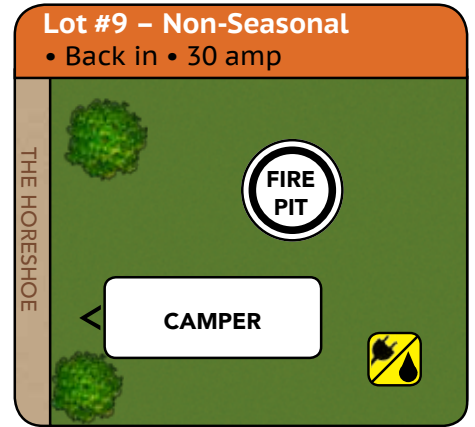 Lot #9 – Non-Seasonal
• Back in • 30 amp
THE HORESHOE
FIRE
PIT
CAMPER